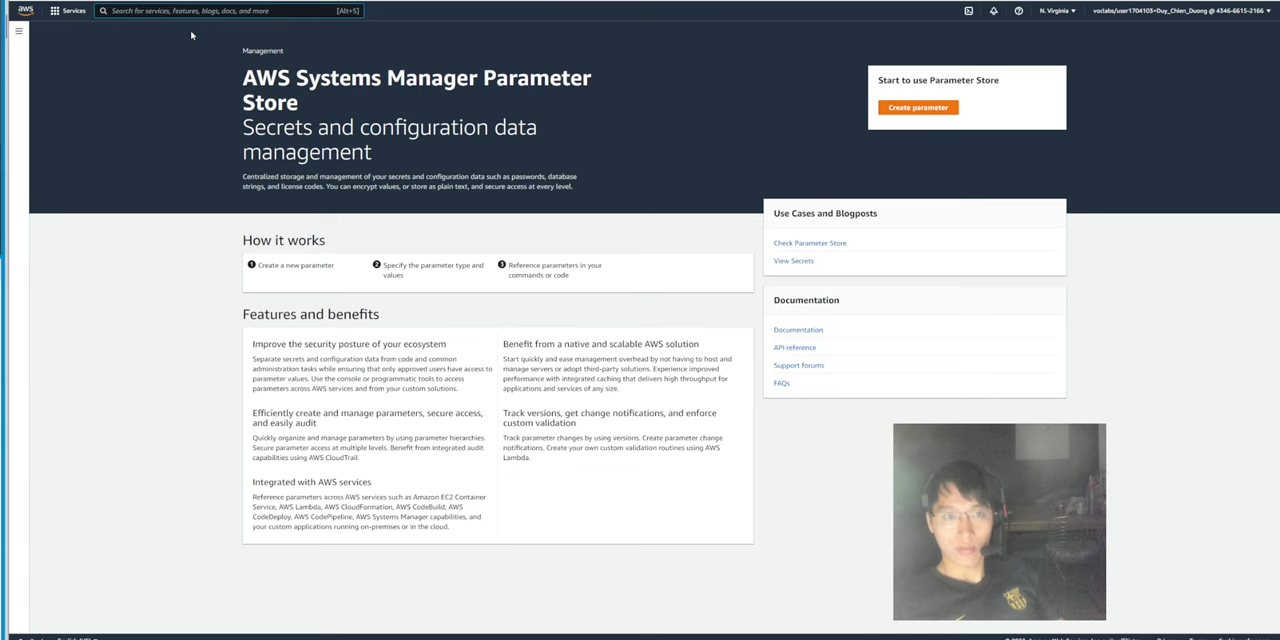 aws Services Search for services, features, blogs, docs, and more [Alt+S] N. Virginia voclabs/user1704103=Duy_Chien_Duong @ 4346-6615-2166
Management
AWS Systems Manager Parameter
Store
Secrets and configuration data
management
Centralized storage and management of your secrets and configuration data such as passwords, database
strings, and license codes. You can encrypt values, or store as plain text, and secure access at every level.
Start to use Parameter Store
Create parameter
How it works
1 Create a new parameter
2 Specify the parameter type and
values
3 Reference parameters in your
commands or code
Features and benefits
Improve the security posture of your ecosystem
Separate secrets and configuration data from code and common
administration tasks while ensuring that only approved users have access to
parameter values. Use the console or programmatic tools to access
parameters across AWS services and from your custom solutions.
Efficiently create and manage parameters, secure access,
and easily audit
Quickly organize and manage parameters by using parameter hierarchies.
Secure parameter access at multiple levels. Benefit from integrated audit
capabilities using AWS CloudTrail.
Integrated with AWS services
Reference parameters across AWS services such as Amazon EC2 Container
Service, AWS Lambda, AWS CloudFormation, AWS CodeBuild, AWS
CodeDeploy, AWS CodePipeline, AWS Systems Manager capabilities, and
your custom applications running on-premises or in the cloud.
Benefit from a native and scalable AWS solution
Start quickly and ease management overhead by not having to host and
manage servers or adopt third-party solutions. Experience improved
performance with integrated caching that delivers high throughput for
applications and services of any size.
Track versions, get change notifications, and enforce
custom validation
Track parameter changes by using versions. Create parameter change
notifications. Create your own custom validation routines using AWS
Lambda.
Use Cases and Blogposts
Check Parameter Store
View Secrets
Documentation
Documentation
API reference
Support forums
FAQs